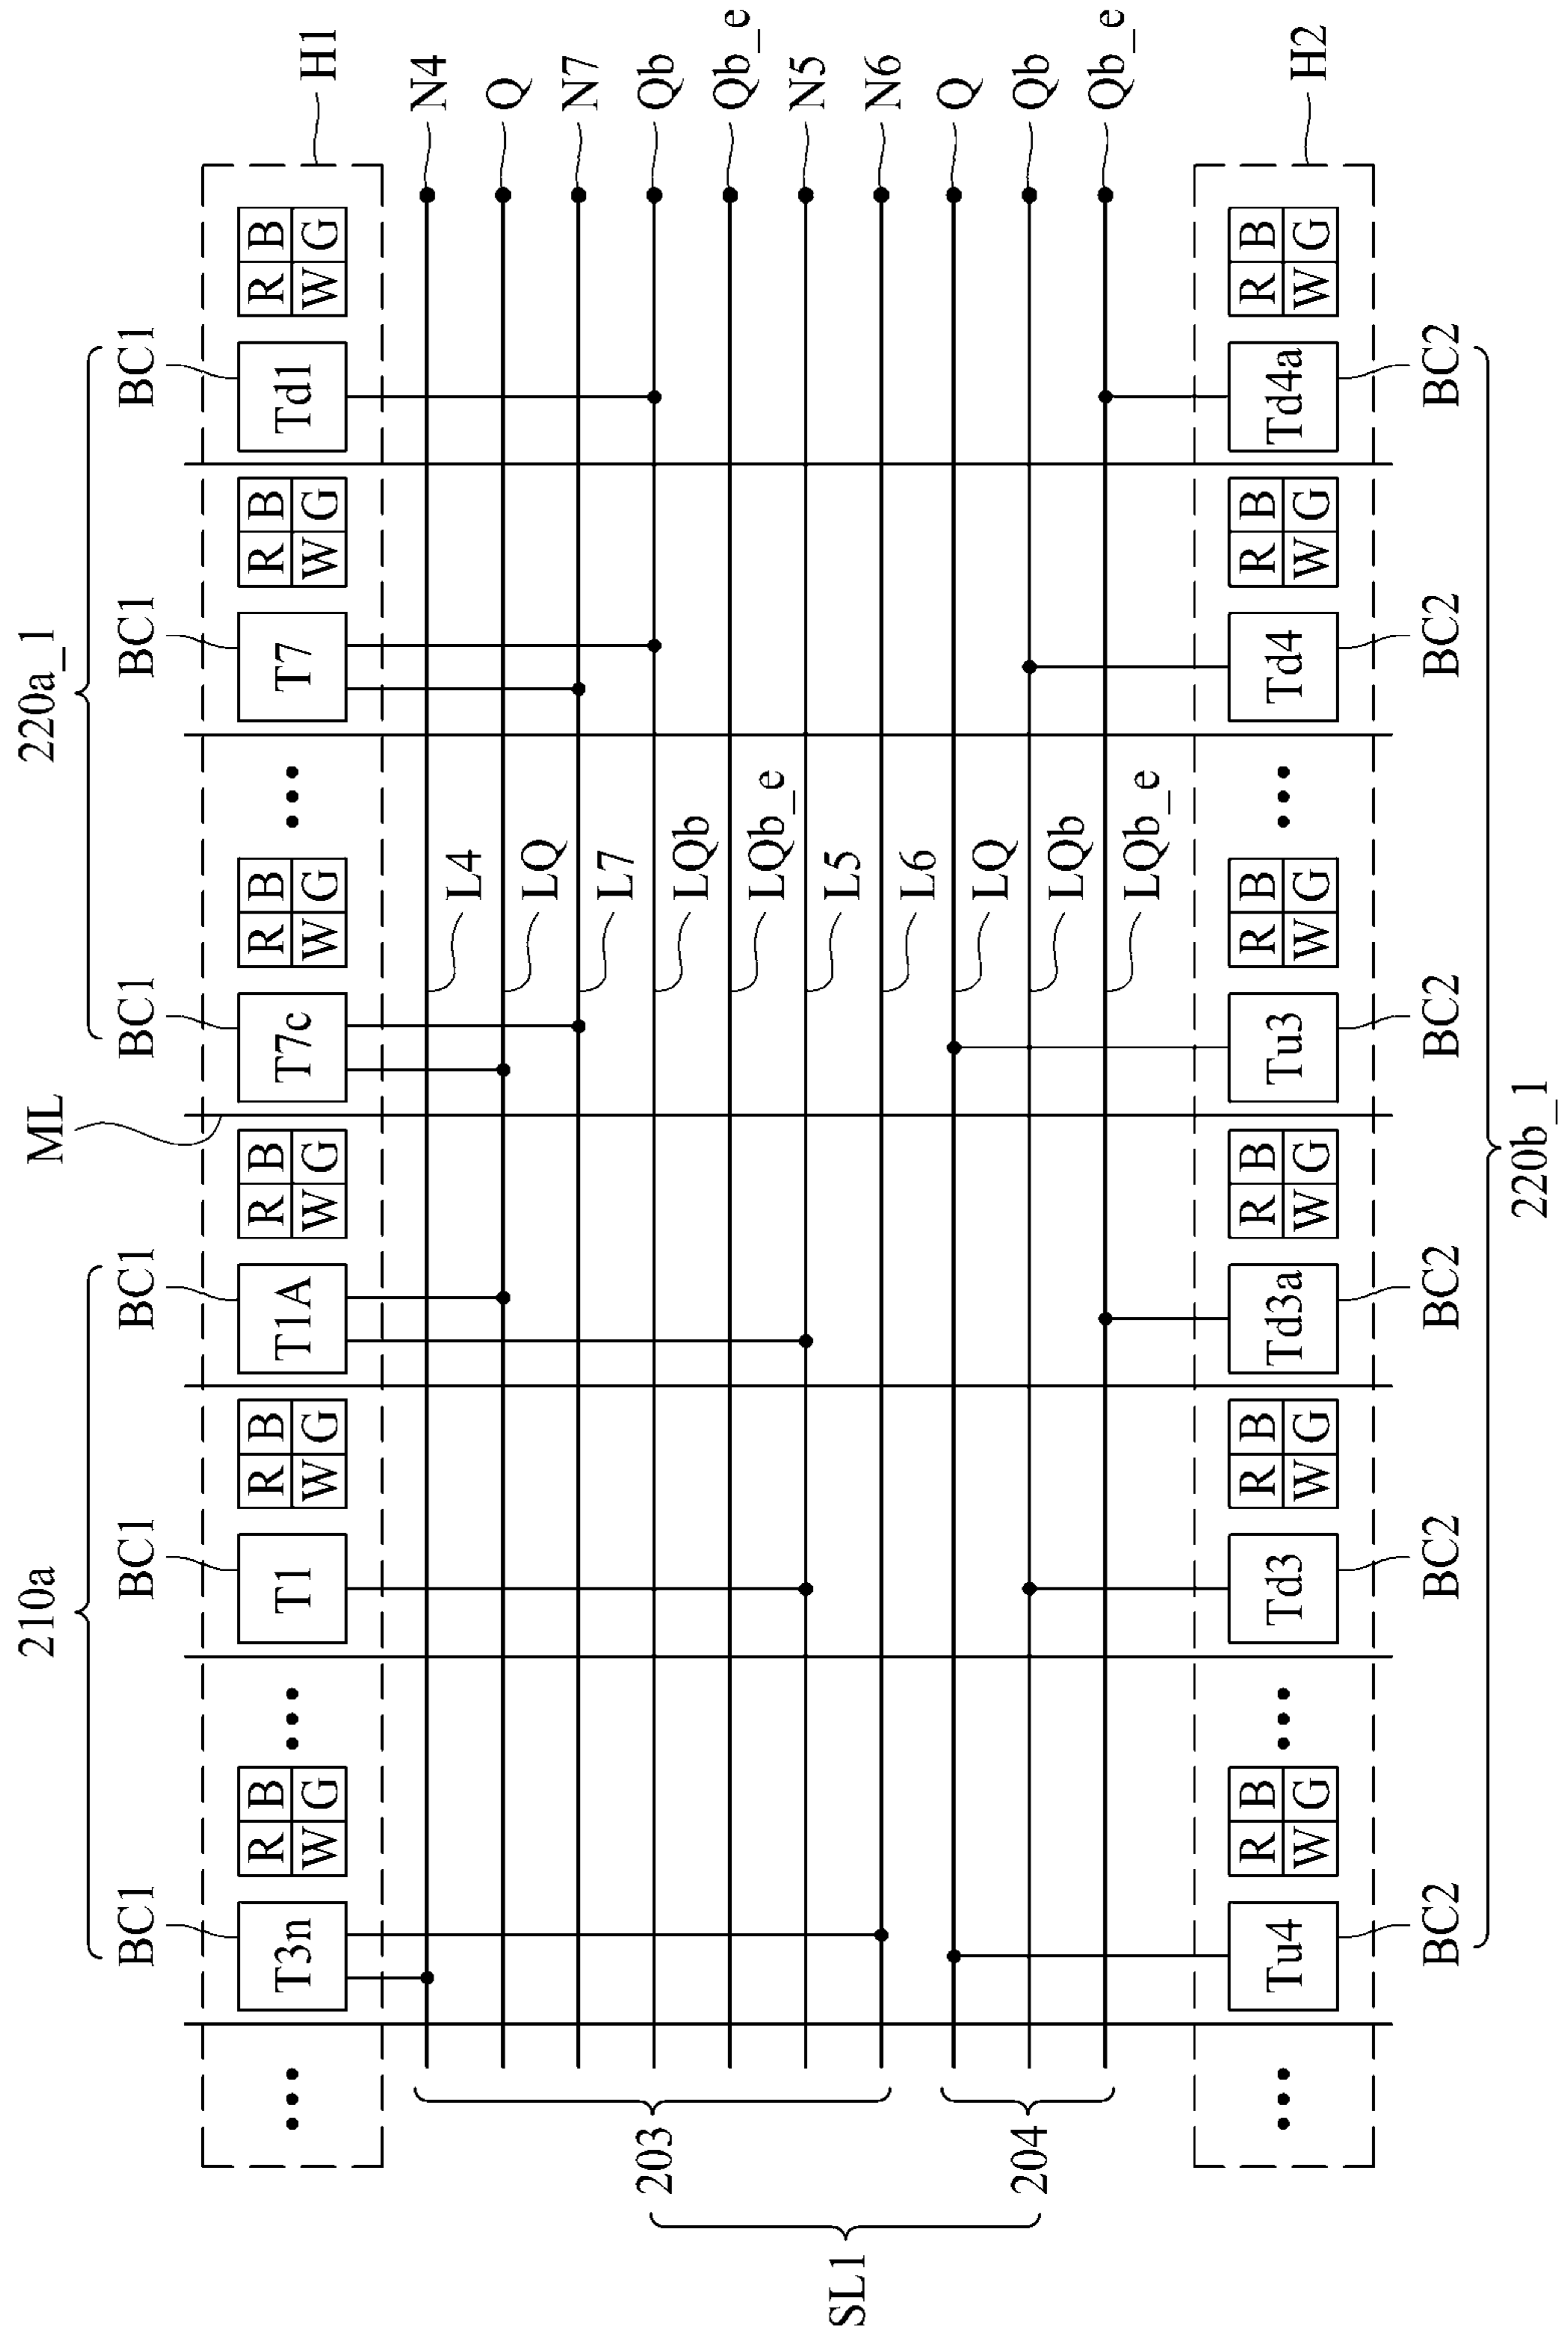 210a ML 220a_1
BC1 BC1 BC1 BC1 BC1 BC1
... T3n R B W G ... T1 R B W G T1A R B W G T7c R B W G ... T7 R B W G Td1 R B W G H1
N4
L4
Q
LQ
N7
L7
203 Qb
LQb
Qb_e
LQb_e
N5
SL1 L5
N6
L6
Q
LQ
204 Qb
LQb
Qb_e
LQb_e
... Tu4 R B W G ... Td3 R B W G Td3a R B W G Tu3 R B W G ... Td4 R B W G Td4a R B W G H2
BC2 BC2 BC2 BC2 BC2 BC2
220b_1